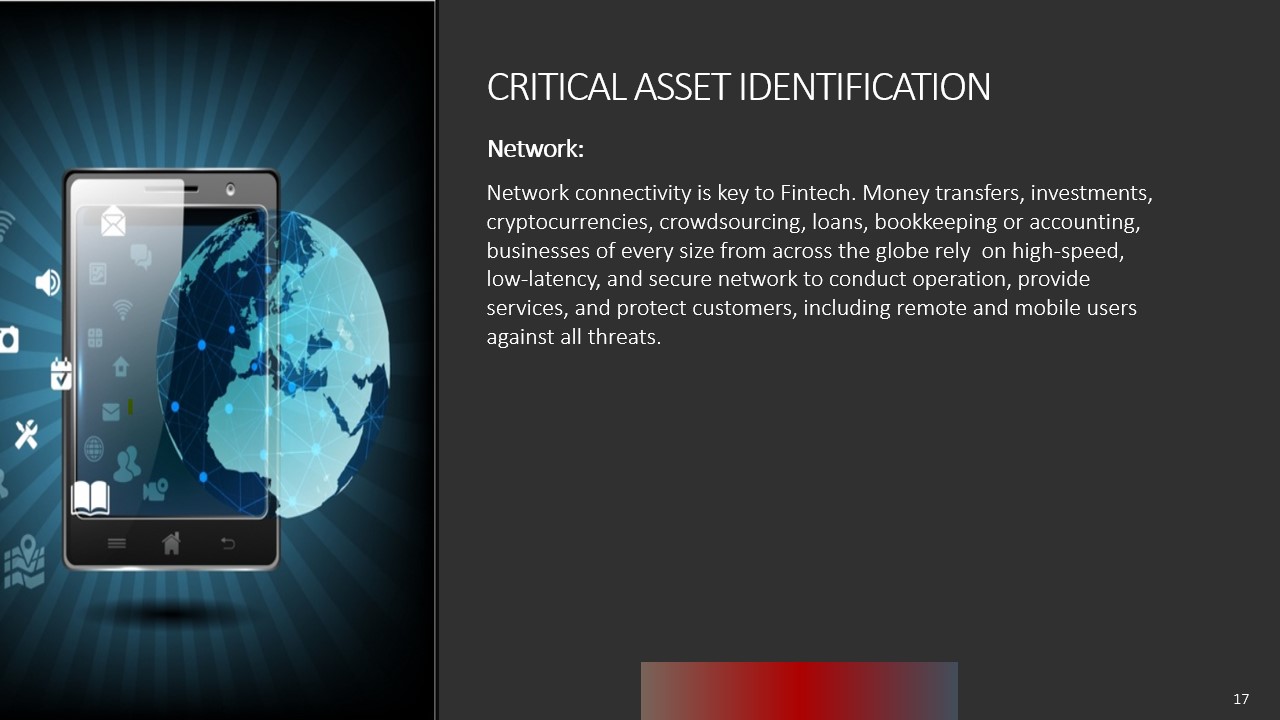 CRITICAL ASSET IDENTIFICATION
Network:
Network connectivity is key to Fintech. Money transfers, investments,
cryptocurrencies, crowdsourcing, loans, bookkeeping or accounting,
businesses of every size from across the globe rely  on high-speed,
low-latency, and secure network to conduct operation, provide
services, and protect customers, including remote and mobile users
against all threats.
17